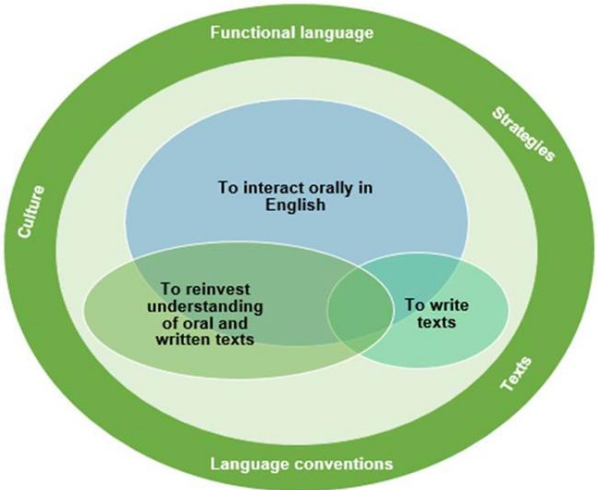 Functional language
Strategies
Culture
To interact orally in
English
To reinvest
understanding
of oral and
written texts
To write
texts
Texts
Language conventions